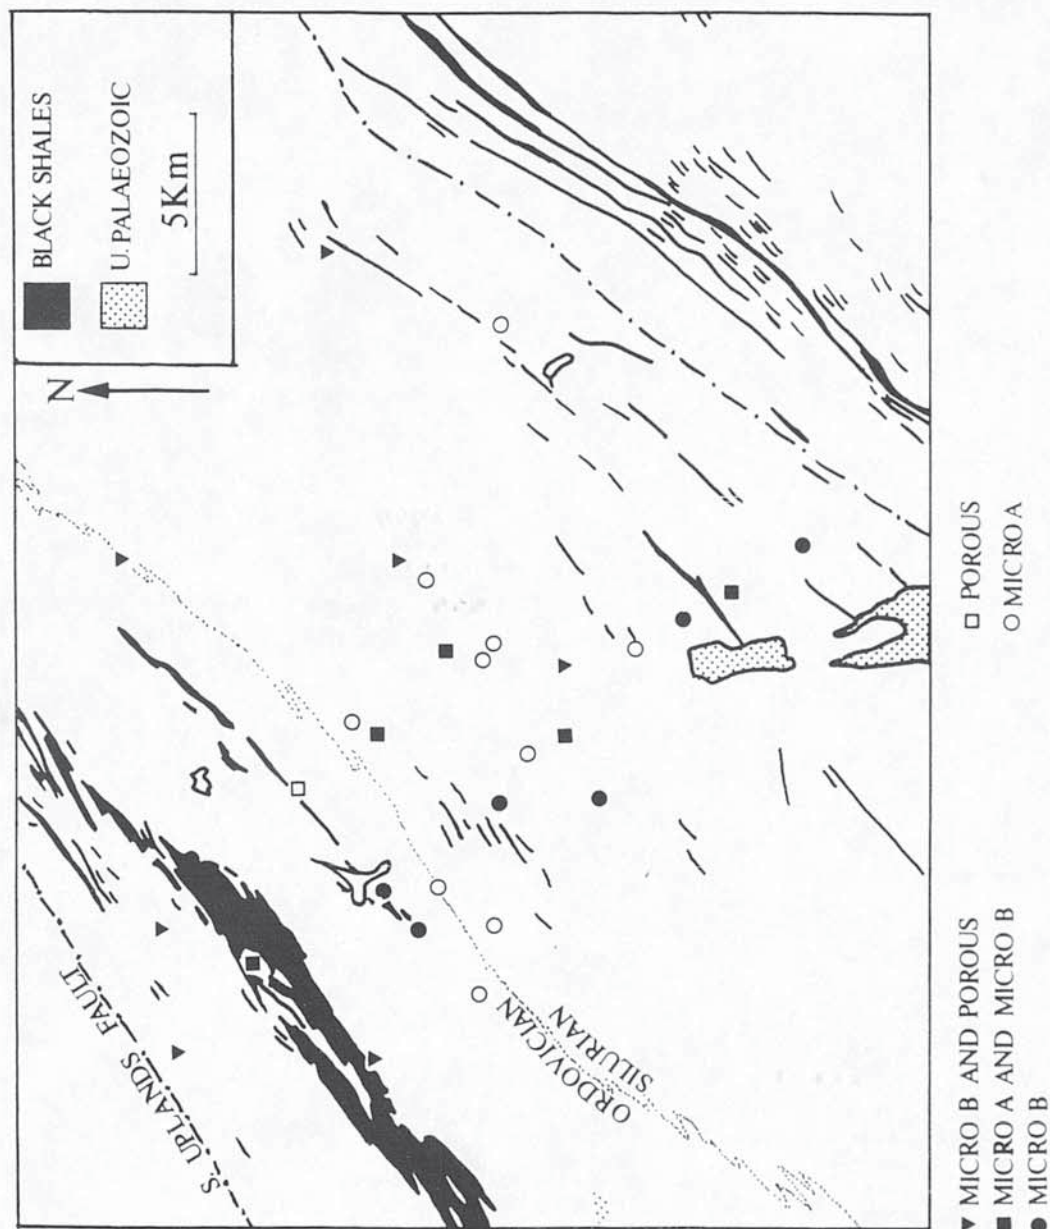 BLACK SHALES
U. PALAEOZOIC
5Km
N
S. UPLANDS FAULT
ORDOVICIAN
SILURIAN
MICRO B AND POROUS
MICRO A AND MICRO B
MICRO B
POROUS
MICRO A